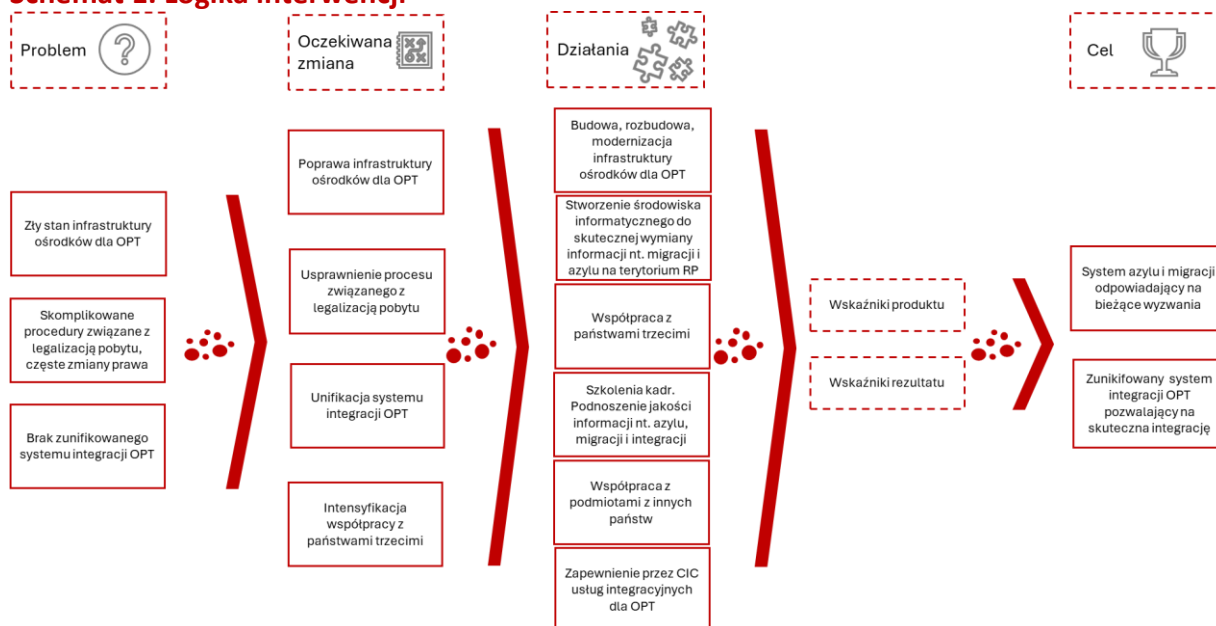 Schemat 1. Logika interwencji
Problem
Oczekiwana
zmiana
Działania
Cel
Zły stan infrastruktury
ośrodków dla OPT
Skomplikowane
procedury związane z
legalizacją pobytu,
częste zmiany prawa
Brak zunifikowanego
systemu integracji OPT
Poprawa infrastruktury
ośrodków dla OPT
Usprawnienie procesu
związanego z
legalizacją pobytu
Unifikacja systemu
integracji OPT
Intensyfikacja
współpracy z
państwami trzecimi
Budowa, rozbudowa,
modernizacja
infrastruktury
ośrodków dla OPT
Stworzenie środowiska
informatycznego do
skutecznej wymiany
informacji nt. migracji i
azylu na terytorium RP
Współpraca z
państwami trzecimi
Szkolenia kadr.
Podnoszenie jakości
informacji nt. azylu,
migracji i integracji
Współpraca z
podmiotami z innych
państw
Zapewnienie przez CIC
usług integracyjnych
dla OPT
Wskaźniki produktu
Wskaźniki rezultatu
System azylu i migracji
odpowiadający na
bieżące wyzwania
Zunikifowany system
integracji OPT
pozwalający na
skuteczna integrację